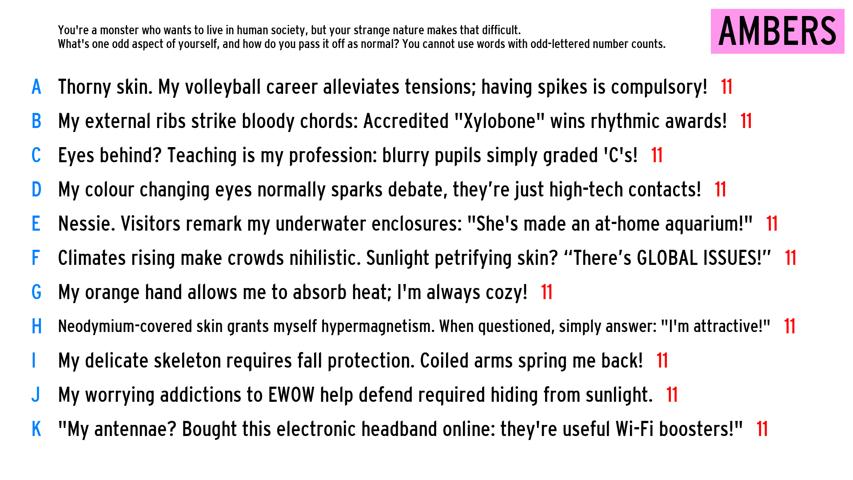 You're a monster who wants to live in human society, but your strange nature makes that difficult.
What's one odd aspect of yourself, and how do you pass it off as normal? You cannot use words with odd-lettered number counts.
AMBERS
A Thorny skin. My volleyball career alleviates tensions; having spikes is compulsory! 11
B My external ribs strike bloody chords: Accredited "Xylobone" wins rhythmic awards! 11
C Eyes behind? Teaching is my profession: blurry pupils simply graded 'C's! 11
D My colour changing eyes normally sparks debate, they’re just high-tech contacts! 11
E Nessie. Visitors remark my underwater enclosures: "She's made an at-home aquarium!" 11
F Climates rising make crowds nihilistic. Sunlight petrifying skin? “There’s GLOBAL ISSUES!” 11
G My orange hand allows me to absorb heat; I'm always cozy! 11
H Neodymium-covered skin grants myself hypermagnetism. When questioned, simply answer: "I'm attractive!" 11
I My delicate skeleton requires fall protection. Coiled arms spring me back! 11
J My worrying addictions to EWOW help defend required hiding from sunlight. 11
K "My antennae? Bought this electronic headband online: they're useful Wi-Fi boosters!" 11